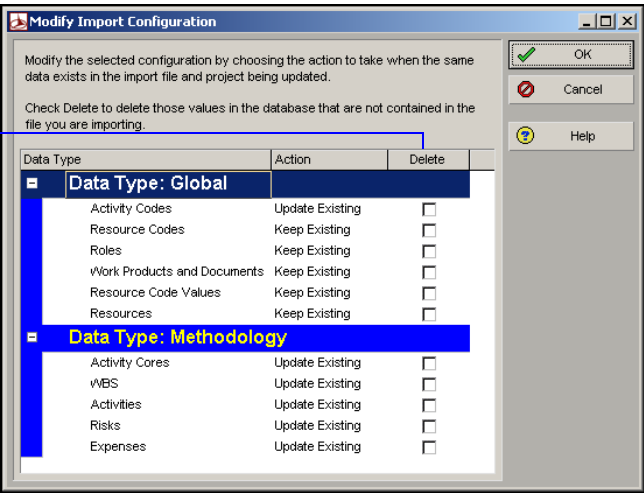 Modify Import Configuration
Modify the selected configuration by choosing the action to take when the same
data exists in the import file and project being updated.
Check Delete to delete those values in the database that are not contained in the
file you are importing.
OK
Cancel
Help
Data Type Action Delete
Data Type: Global
Activity Codes Update Existing
Resource Codes Keep Existing
Roles Keep Existing
Work Products and Documents Keep Existing
Resource Code Values Keep Existing
Resources Keep Existing
Data Type: Methodology
Activity Cores Update Existing
WBS Update Existing
Activities Update Existing
Risks Update Existing
Expenses Update Existing